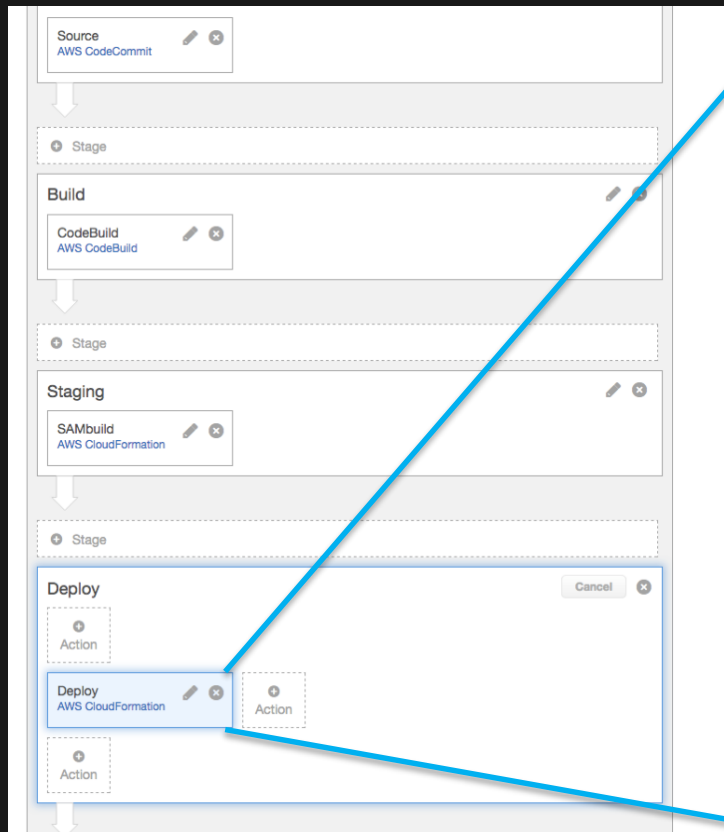 Source
AWS CodeCommit
Stage
Build
CodeBuild
AWS CodeBuild
Stage
Staging
SAMbuild
AWS CloudFormation
Stage
Deploy
Cancel
Action
Deploy
AWS CloudFormation
Action
Action